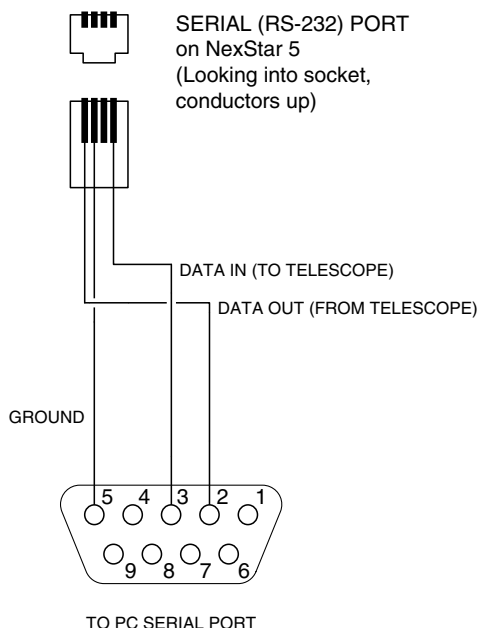 SERIAL (RS-232) PORT
on NexStar 5
(Looking into socket,
conductors up)
DATA IN (TO TELESCOPE)
DATA OUT (FROM TELESCOPE)
GROUND
5 4 3 2 1
9 8 7 6
TO PC SERIAL PORT